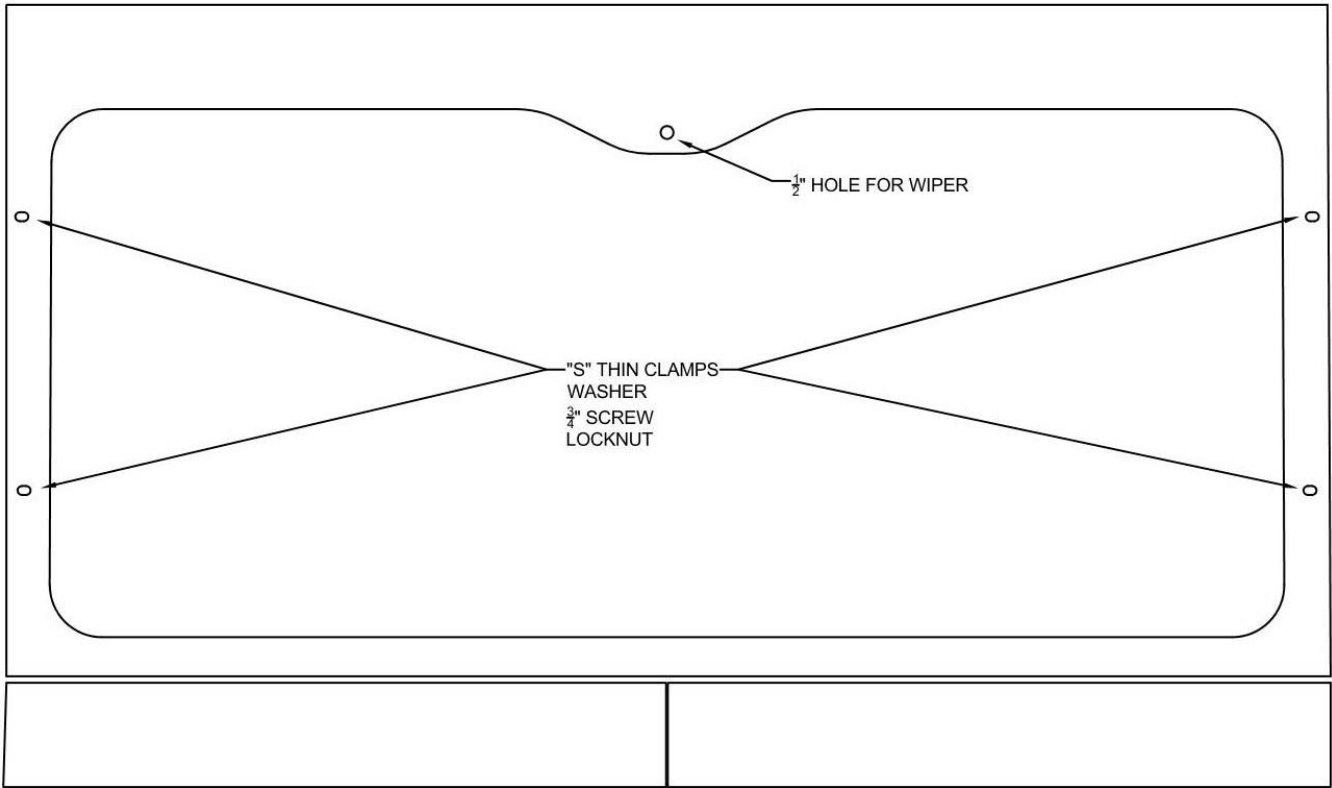 ½" HOLE FOR WIPER
"S" THIN CLAMPS
WASHER
¾" SCREW
LOCKNUT